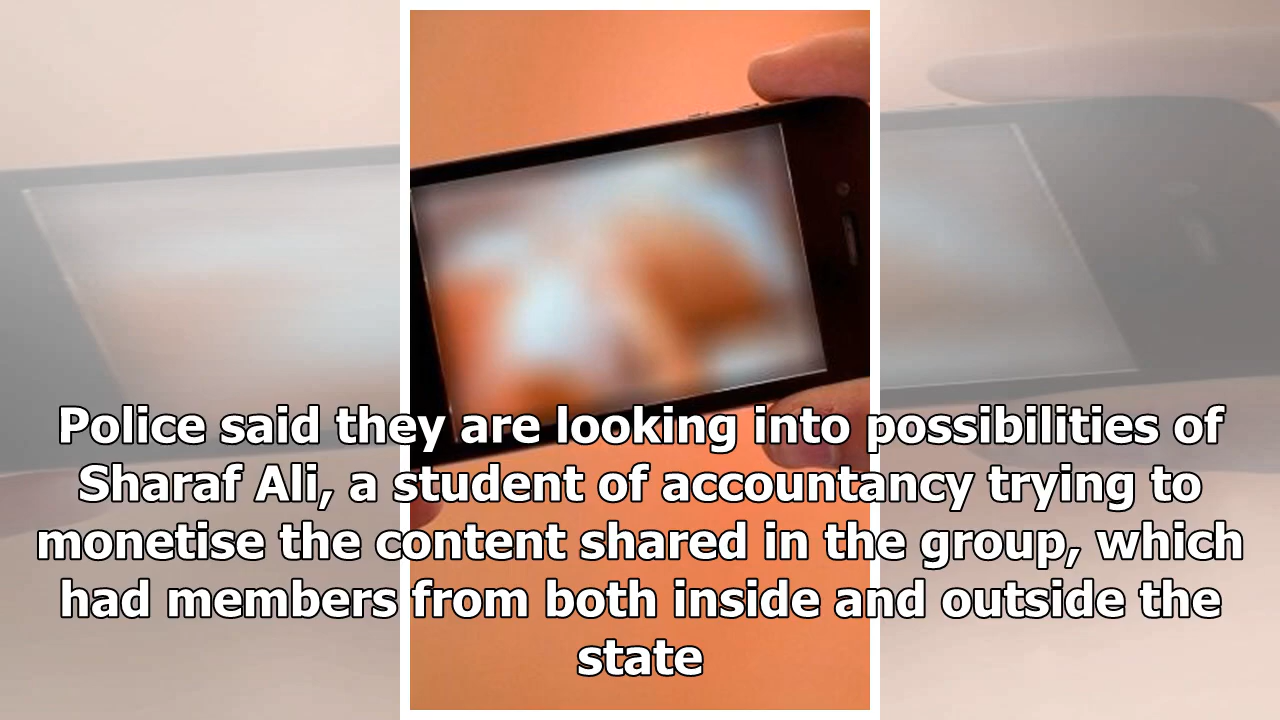 Police said they are looking into possibilities of
Sharaf Ali, a student of accountancy trying to
monetise the content shared in the group, which
had members from both inside and outside the
state